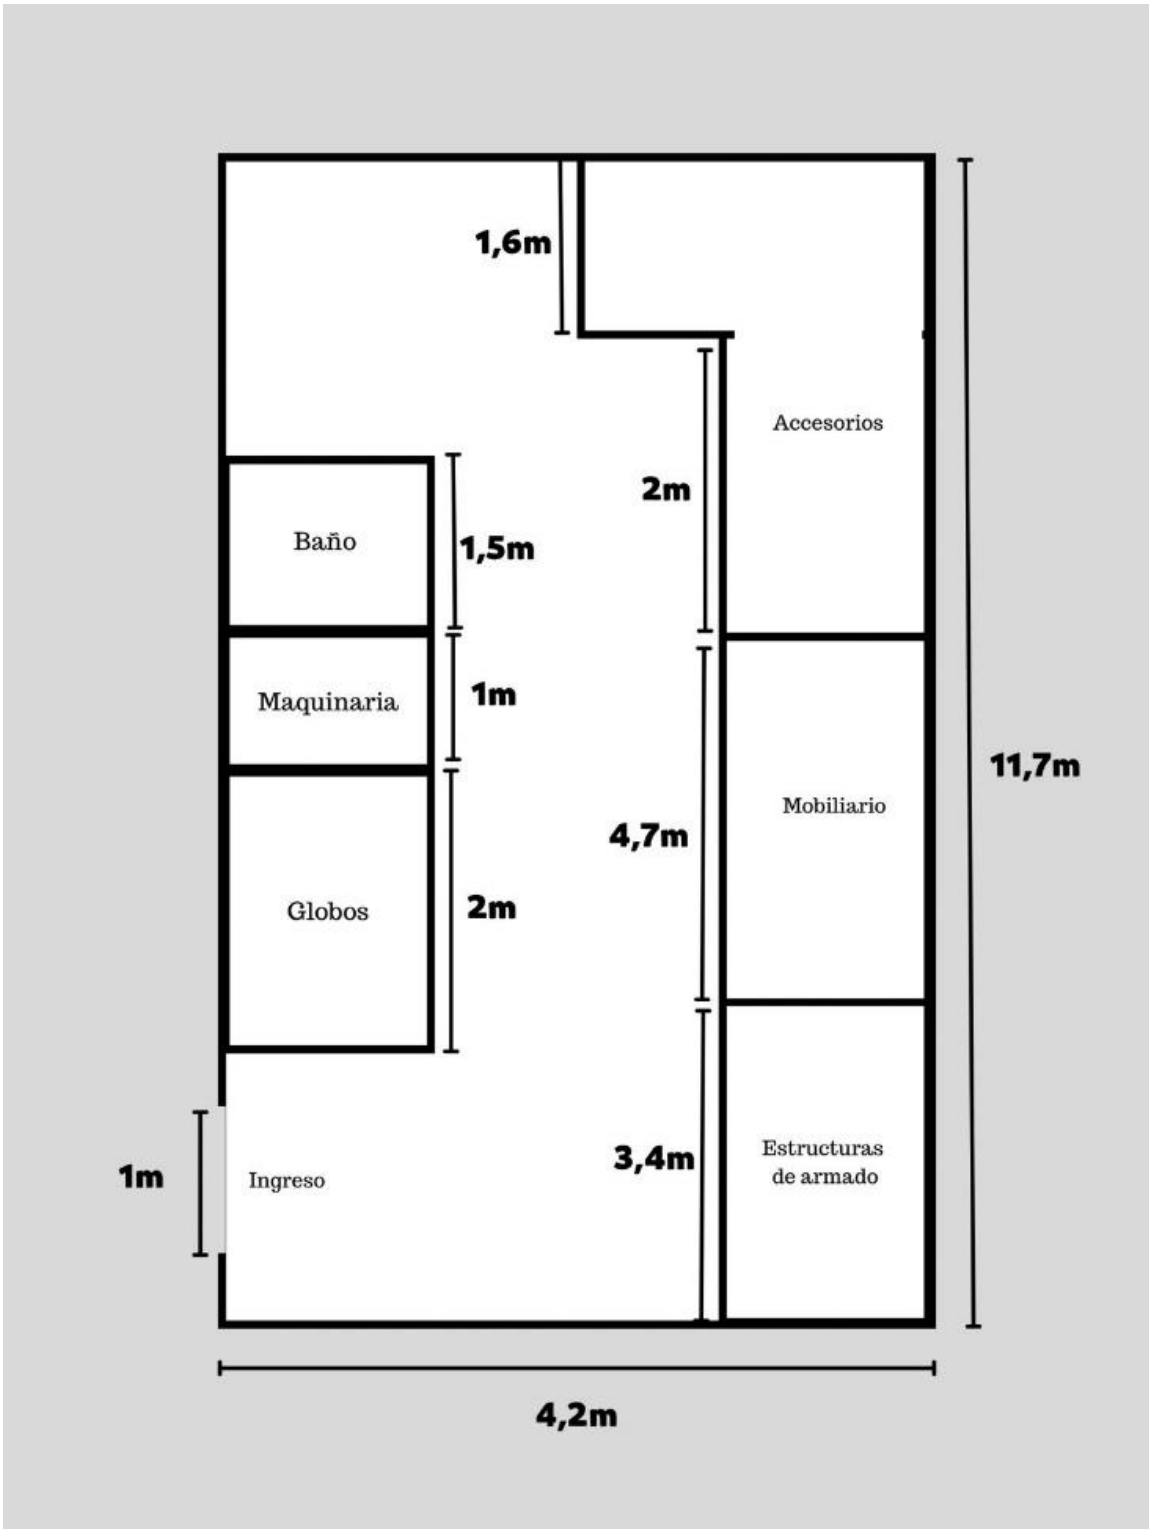 1,6m
Accesorios
2m
Baño
1,5m
Maquinaria
1m
11,7m
Mobiliario
4,7m
Globos
2m
Estructuras
de armado
3,4m
1m
Ingreso
4,2m